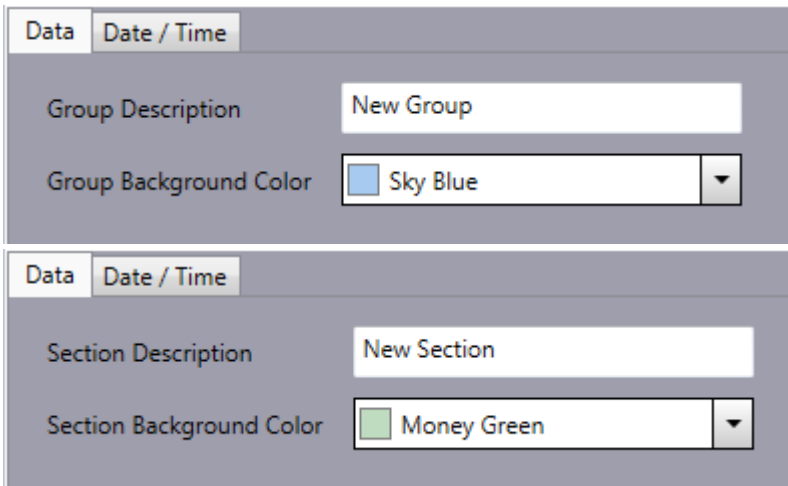 Data Date / Time
Group Description New Group
Group Background Color Sky Blue
Data Date / Time
Section Description New Section
Section Background Color Money Green